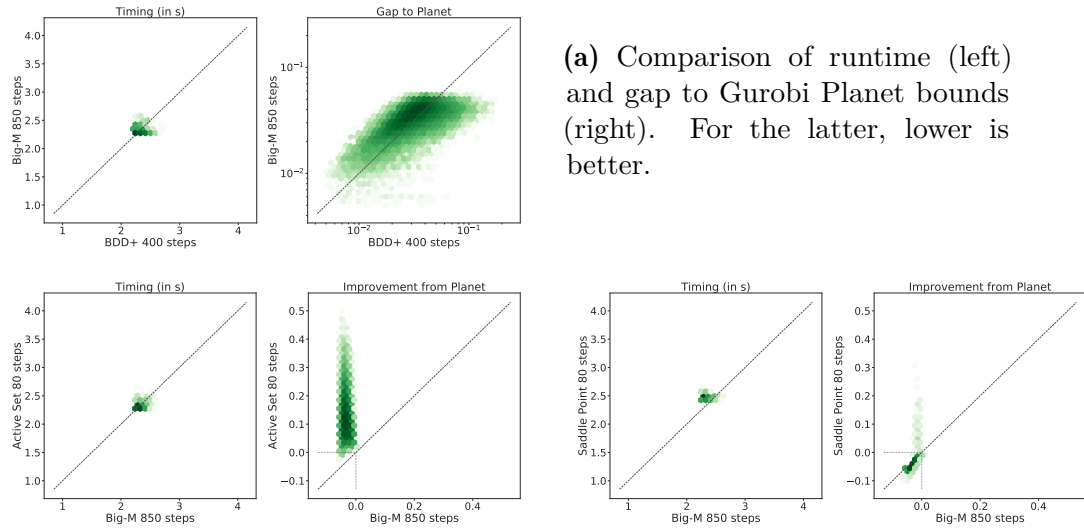 Timing (in s)
Big-M 850 steps
4.0
3.5
3.0
2.5
2.0
1.5
1.0
1 2 3 4
BDD+ 400 steps
Gap to Planet
Big-M 850 steps
10⁻¹
10⁻²
10⁻² 10⁻¹
BDD+ 400 steps
(a) Comparison of runtime (left)
and gap to Gurobi Planet bounds
(right). For the latter, lower is
better.
Timing (in s)
Active Set 80 steps
4.0
3.5
3.0
2.5
2.0
1.5
1.0
1 2 3 4
Big-M 850 steps
Improvement from Planet
Active Set 80 steps
0.5
0.4
0.3
0.2
0.1
0.0
−0.1
0.0 0.2 0.4
Big-M 850 steps
Timing (in s)
Saddle Point 80 steps
4.0
3.5
3.0
2.5
2.0
1.5
1.0
1 2 3 4
Big-M 850 steps
Improvement from Planet
Saddle Point 80 steps
0.5
0.4
0.3
0.2
0.1
0.0
−0.1
0.0 0.2 0.4
Big-M 850 steps